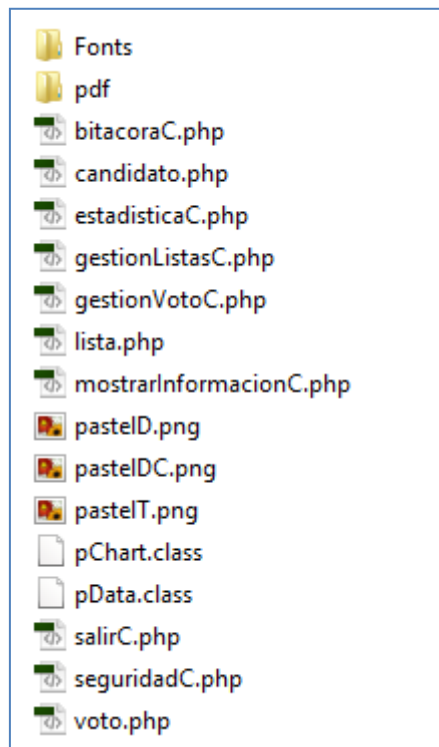 Fonts
pdf
bitacoraC.php
candidato.php
estadisticaC.php
gestionListasC.php
gestionVotoC.php
lista.php
mostrarInformacionC.php
pastelD.png
pastelDC.png
pastelT.png
pChart.class
pData.class
salirC.php
seguridadC.php
voto.php